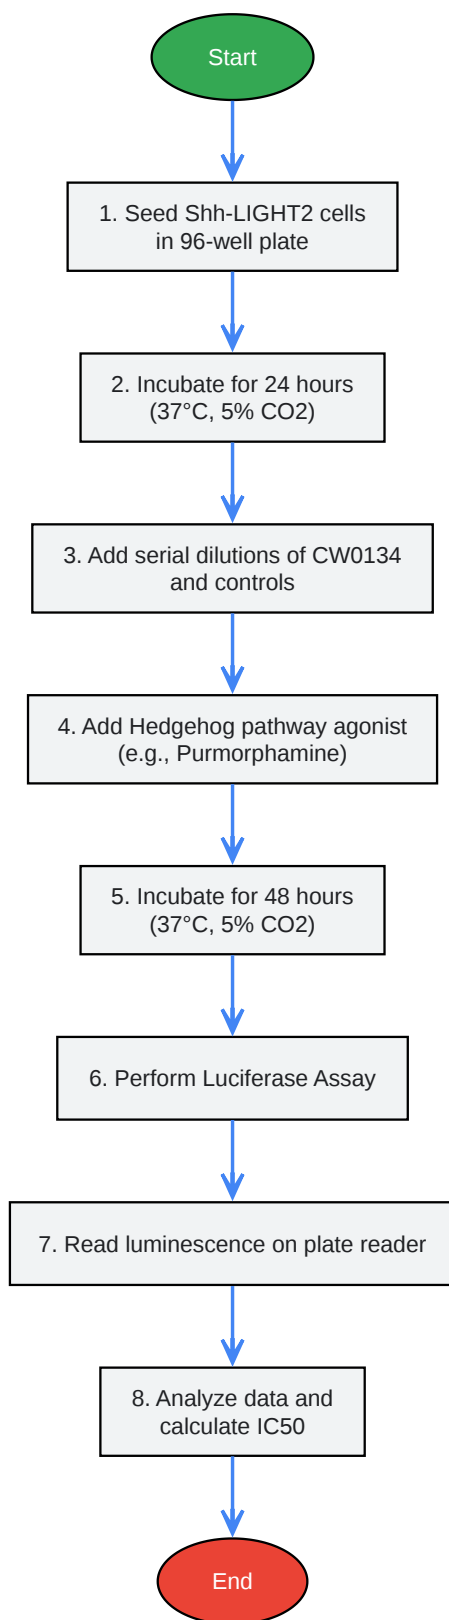 Start
1. Seed Shh-LIGHT2 cells
in 96-well plate
2. Incubate for 24 hours
(37°C, 5% CO2)
3. Add serial dilutions of CW0134
and controls
4. Add Hedgehog pathway agonist
(e.g., Purmorphamine)
5. Incubate for 48 hours
(37°C, 5% CO2)
6. Perform Luciferase Assay
7. Read luminescence on plate reader
8. Analyze data and
calculate IC50
End